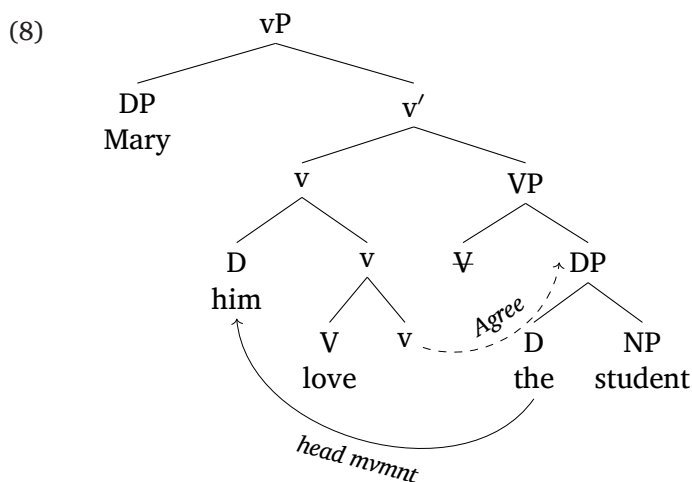 (8)
vP
DP v′
Mary
v VP
D v V DP
him
Agree
V v D NP
love the student
head mvmnt